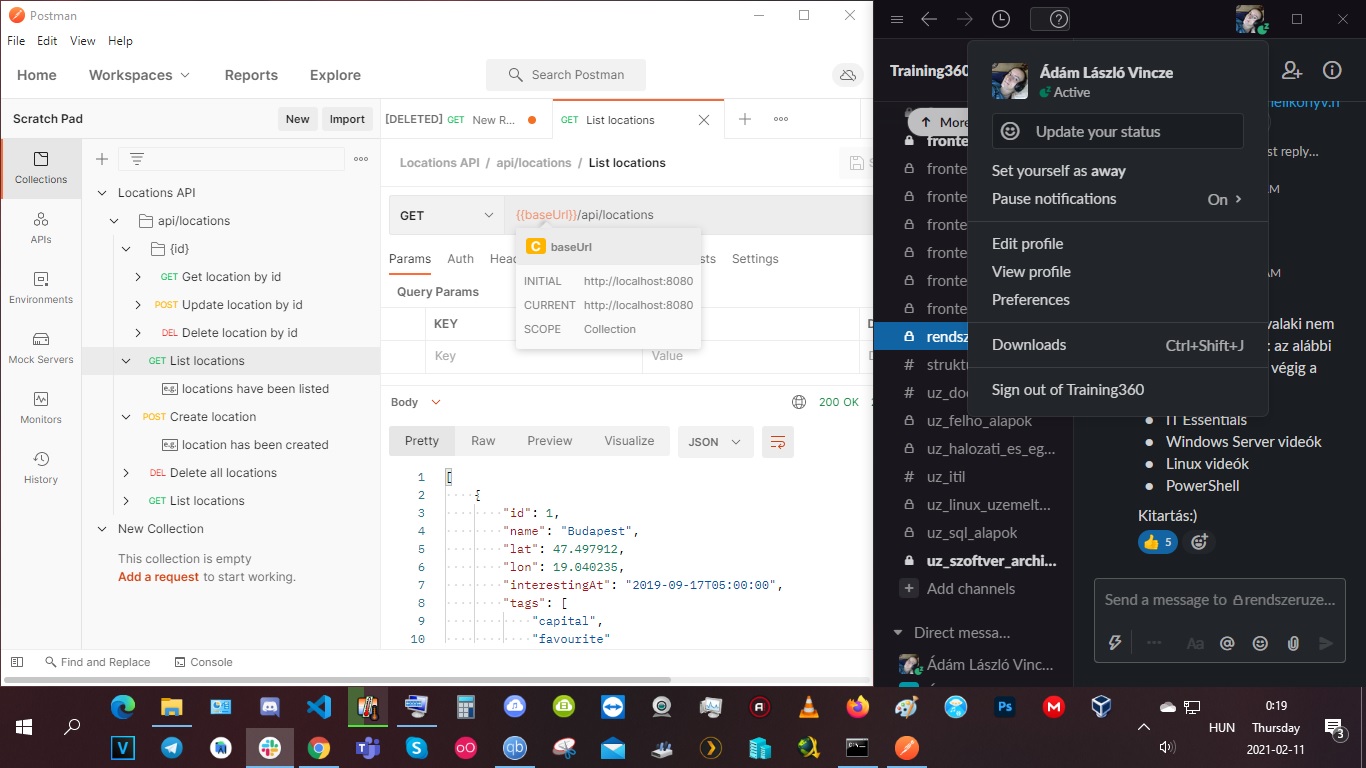 Postman
File Edit View Help
Home Workspaces Reports Explore Search Postman
Scratch Pad New Import
[DELETED] GET New R... GET List locations
Collections
APIs
Environments
Mock Servers
Monitors
History
Locations API
api/locations
{id}
GET Get location by id
POST Update location by id
DEL Delete location by id
GET List locations
e.g. locations have been listed
POST Create location
e.g. location has been created
DEL Delete all locations
GET List locations
New Collection
This collection is empty
Add a request to start working.
Locations API / api/locations / List locations
GET {{baseUrl}}/api/locations
C baseUrl
INITIAL http://localhost:8080
CURRENT http://localhost:8080
SCOPE Collection
Params Auth Hea sts Settings
Query Params
KEY D
Key Value D
Body 200 OK
Pretty Raw Preview Visualize JSON
1 [
2 {
3 "id": 1,
4 "name": "Budapest",
5 "lat": 47.497912,
6 "lon": 19.040235,
7 "interestingAt": "2019-09-17T05:00:00",
8 "tags": [
9 "capital",
10 "favourite"
Find and Replace Console
Training360
More
fronte
fronte
fronte
fronte
fronte
fronte
fronte
rendsz
struktu
uz_doc
uz_felho_alapok
uz_halozati_es_eg...
uz_itil
uz_linux_uzemelt...
uz_sql_alapok
uz_szoftver_archi...
Add channels
Direct messa...
Ádám László Vinc...
Ádám László Vincze
Active
Update your status
Set yourself as away
Pause notifications On
Edit profile
View profile
Preferences
Downloads Ctrl+Shift+J
Sign out of Training360
st reply...
AM
AM
valaki nem
: az alábbi
végig a
IT Essentials
Windows Server videók
Linux videók
PowerShell
Kitartás:)
5
Send a message to rendszeruze...
Aa
Ps
V
qb
HUN
0:19
Thursday
2021-02-11
3